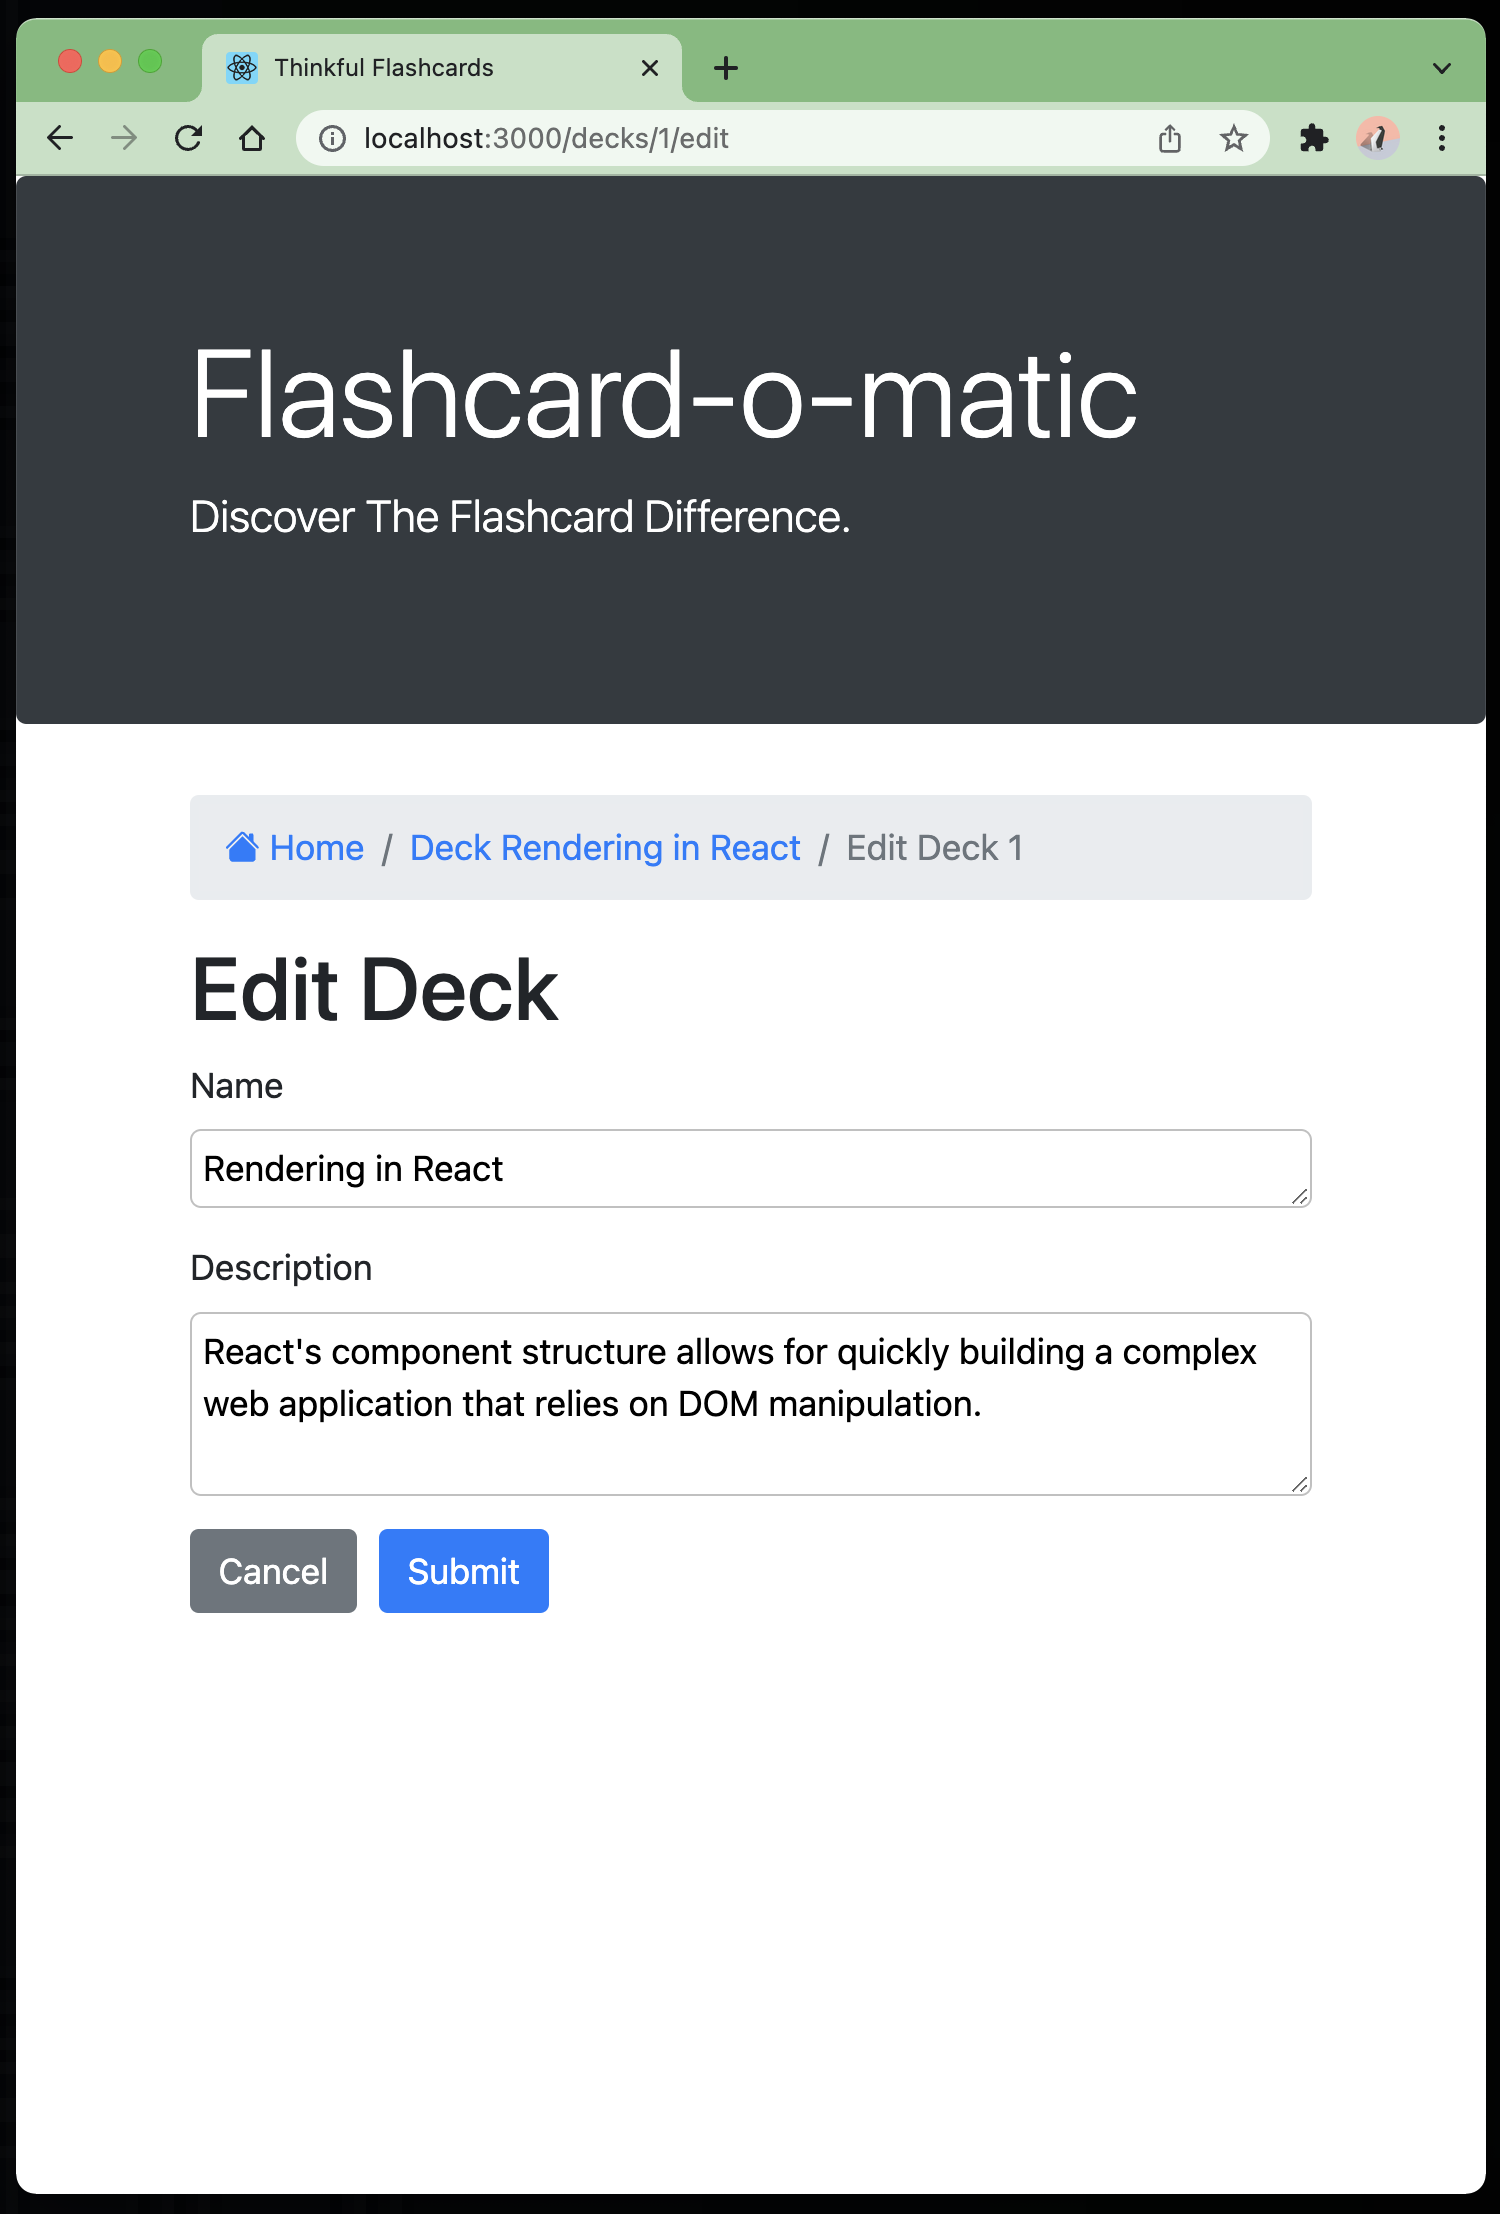 Thinkful Flashcards
localhost:3000/decks/1/edit
Flashcard-o-matic
Discover The Flashcard Difference.
Home / Deck Rendering in React / Edit Deck 1
Edit Deck
Name
Rendering in React
Description
React's component structure allows for quickly building a complex
web application that relies on DOM manipulation.
Cancel Submit